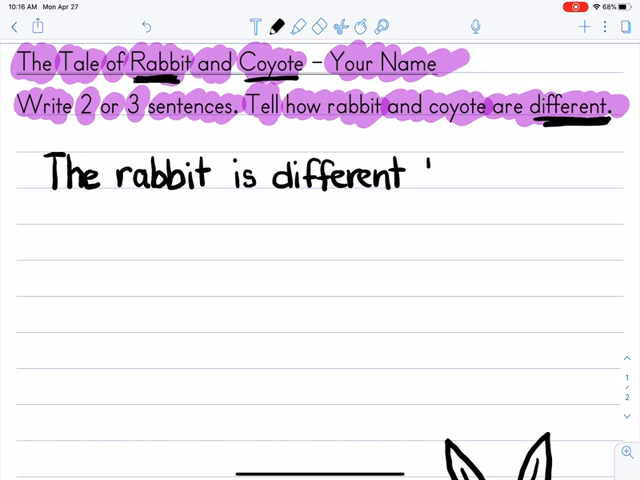 10:16 AM Mon Apr 27 68%
T
The Tale of Rabbit and Coyote – Your Name
Write 2 or 3 sentences. Tell how rabbit and coyote are different.
The rabbit is different
1
/
2